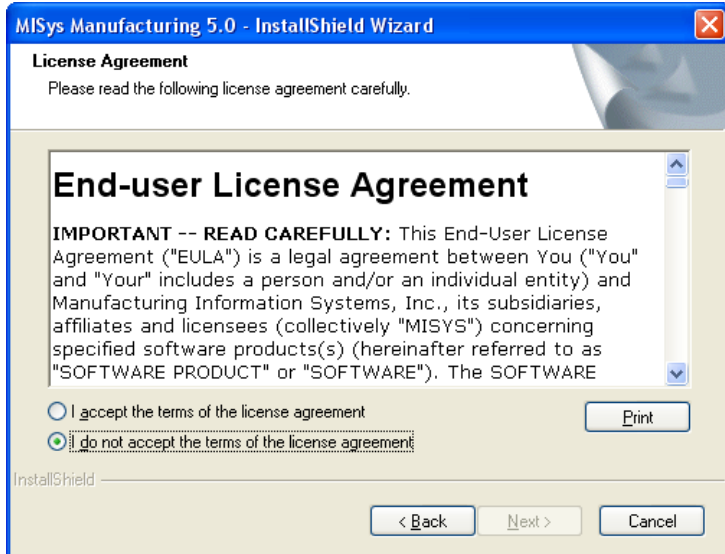 MISys Manufacturing 5.0 - InstallShield Wizard
License Agreement
Please read the following license agreement carefully.
End-user License Agreement
IMPORTANT -- READ CAREFULLY: This End-User License
Agreement ("EULA") is a legal agreement between You ("You"
and "Your" includes a person and/or an individual entity) and
Manufacturing Information Systems, Inc., its subsidiaries,
affiliates and licensees (collectively "MISYS") concerning
specified software products(s) (hereinafter referred to as
"SOFTWARE PRODUCT" or "SOFTWARE"). The SOFTWARE
I accept the terms of the license agreement
Print
I do not accept the terms of the license agreement
InstallShield
< Back
Next >
Cancel